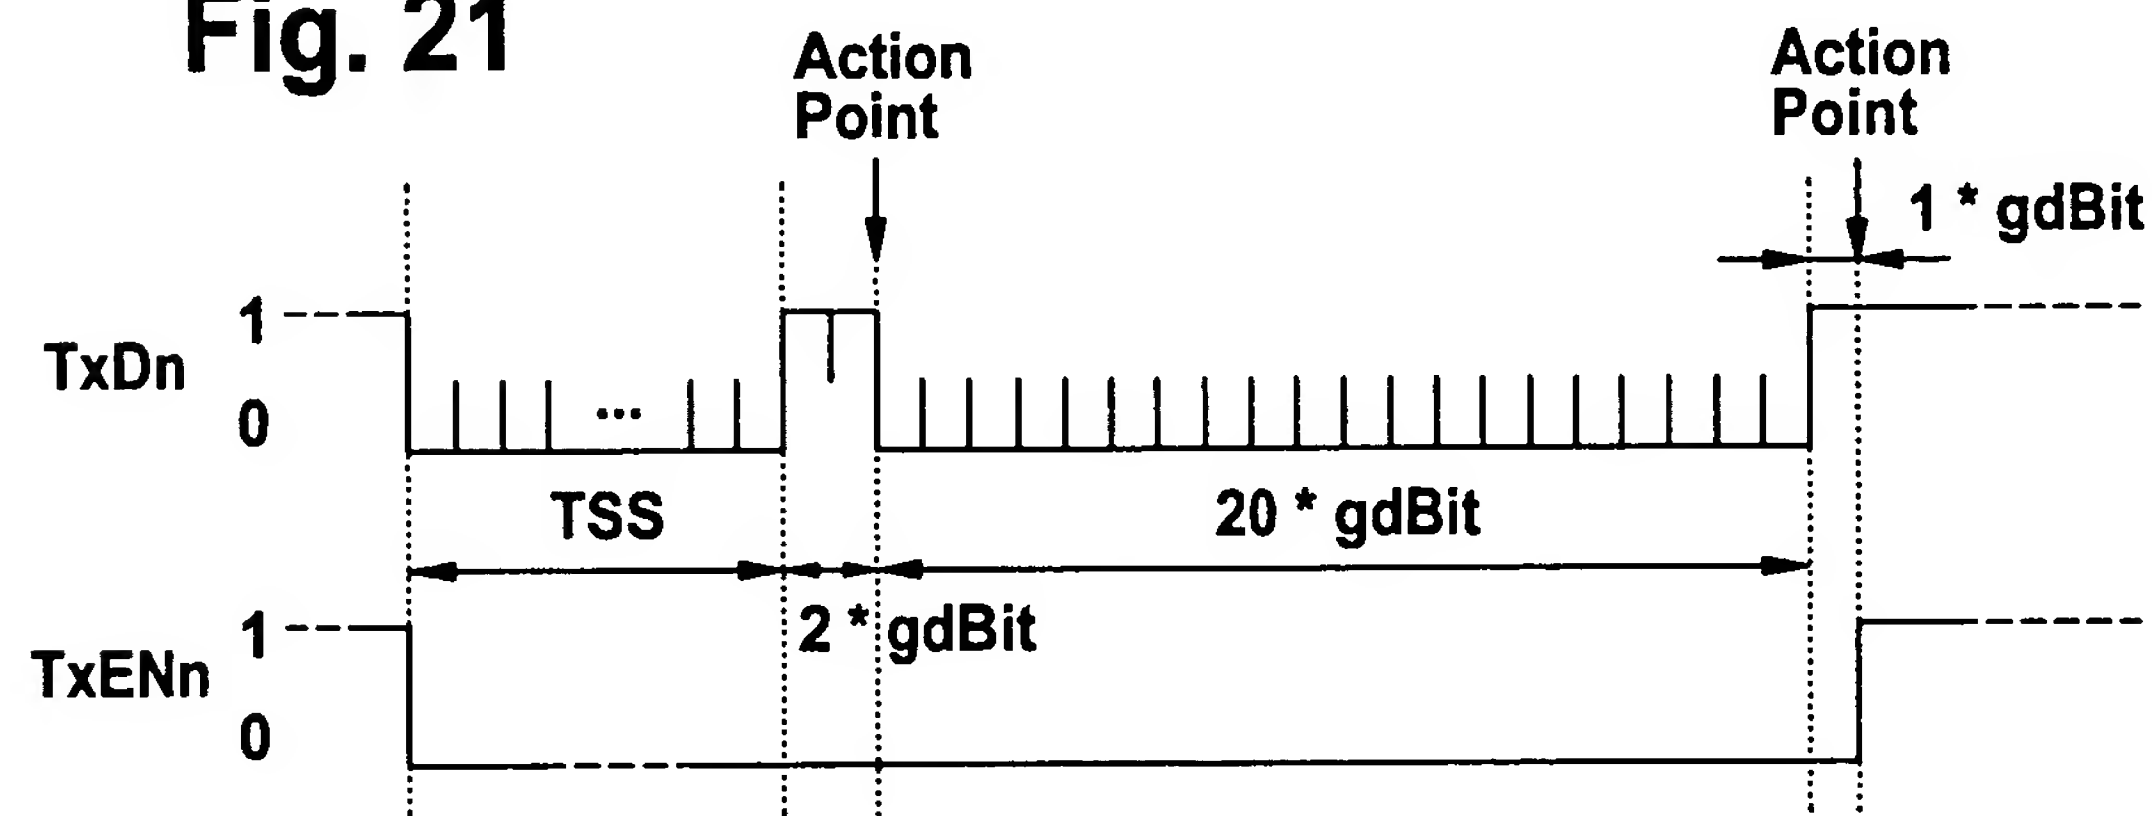 Fig. 21
Action
Point
Action
Point
1 * gdBit
1
TxDn
0
...
TSS
20 * gdBit
2 * gdBit
1
TxENn
0